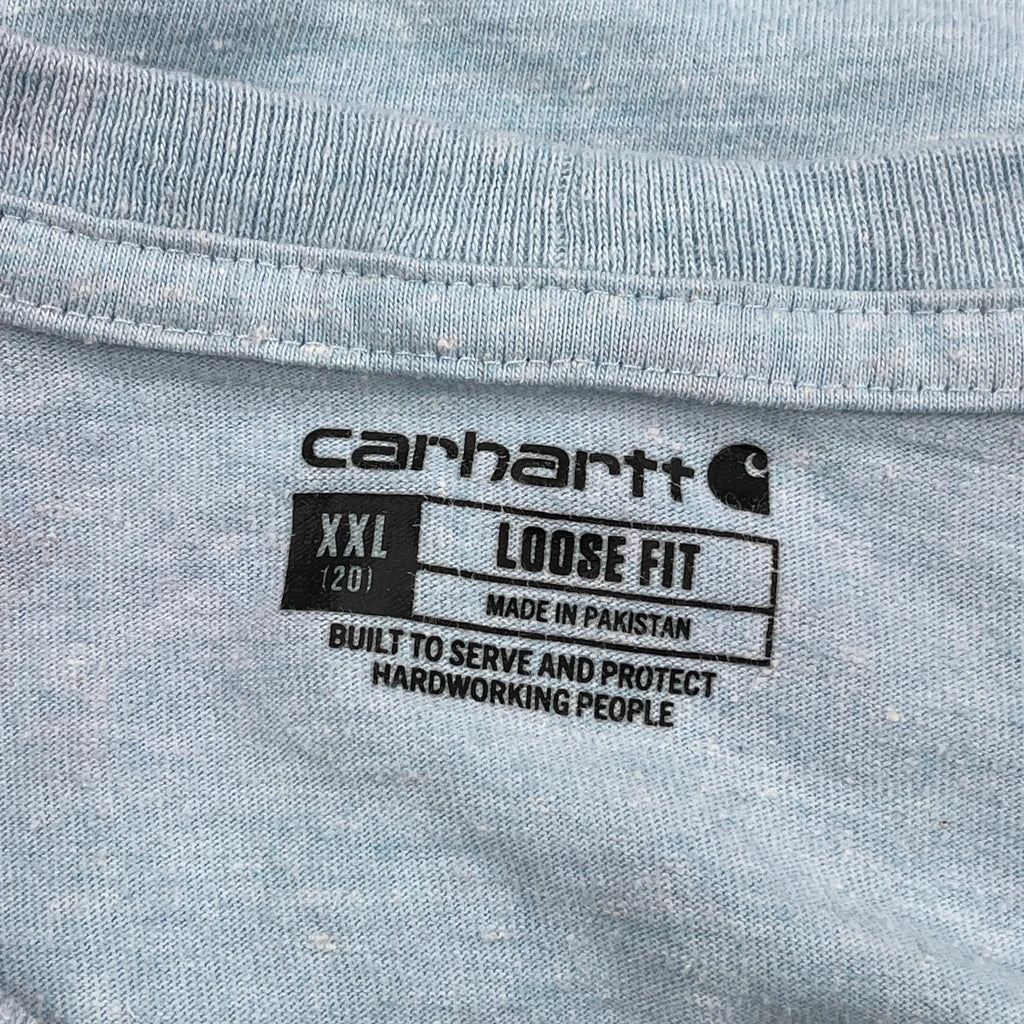 carhartt
XXL
(20)
LOOSE FIT
MADE IN PAKISTAN
BUILT TO SERVE AND PROTECT
HARDWORKING PEOPLE